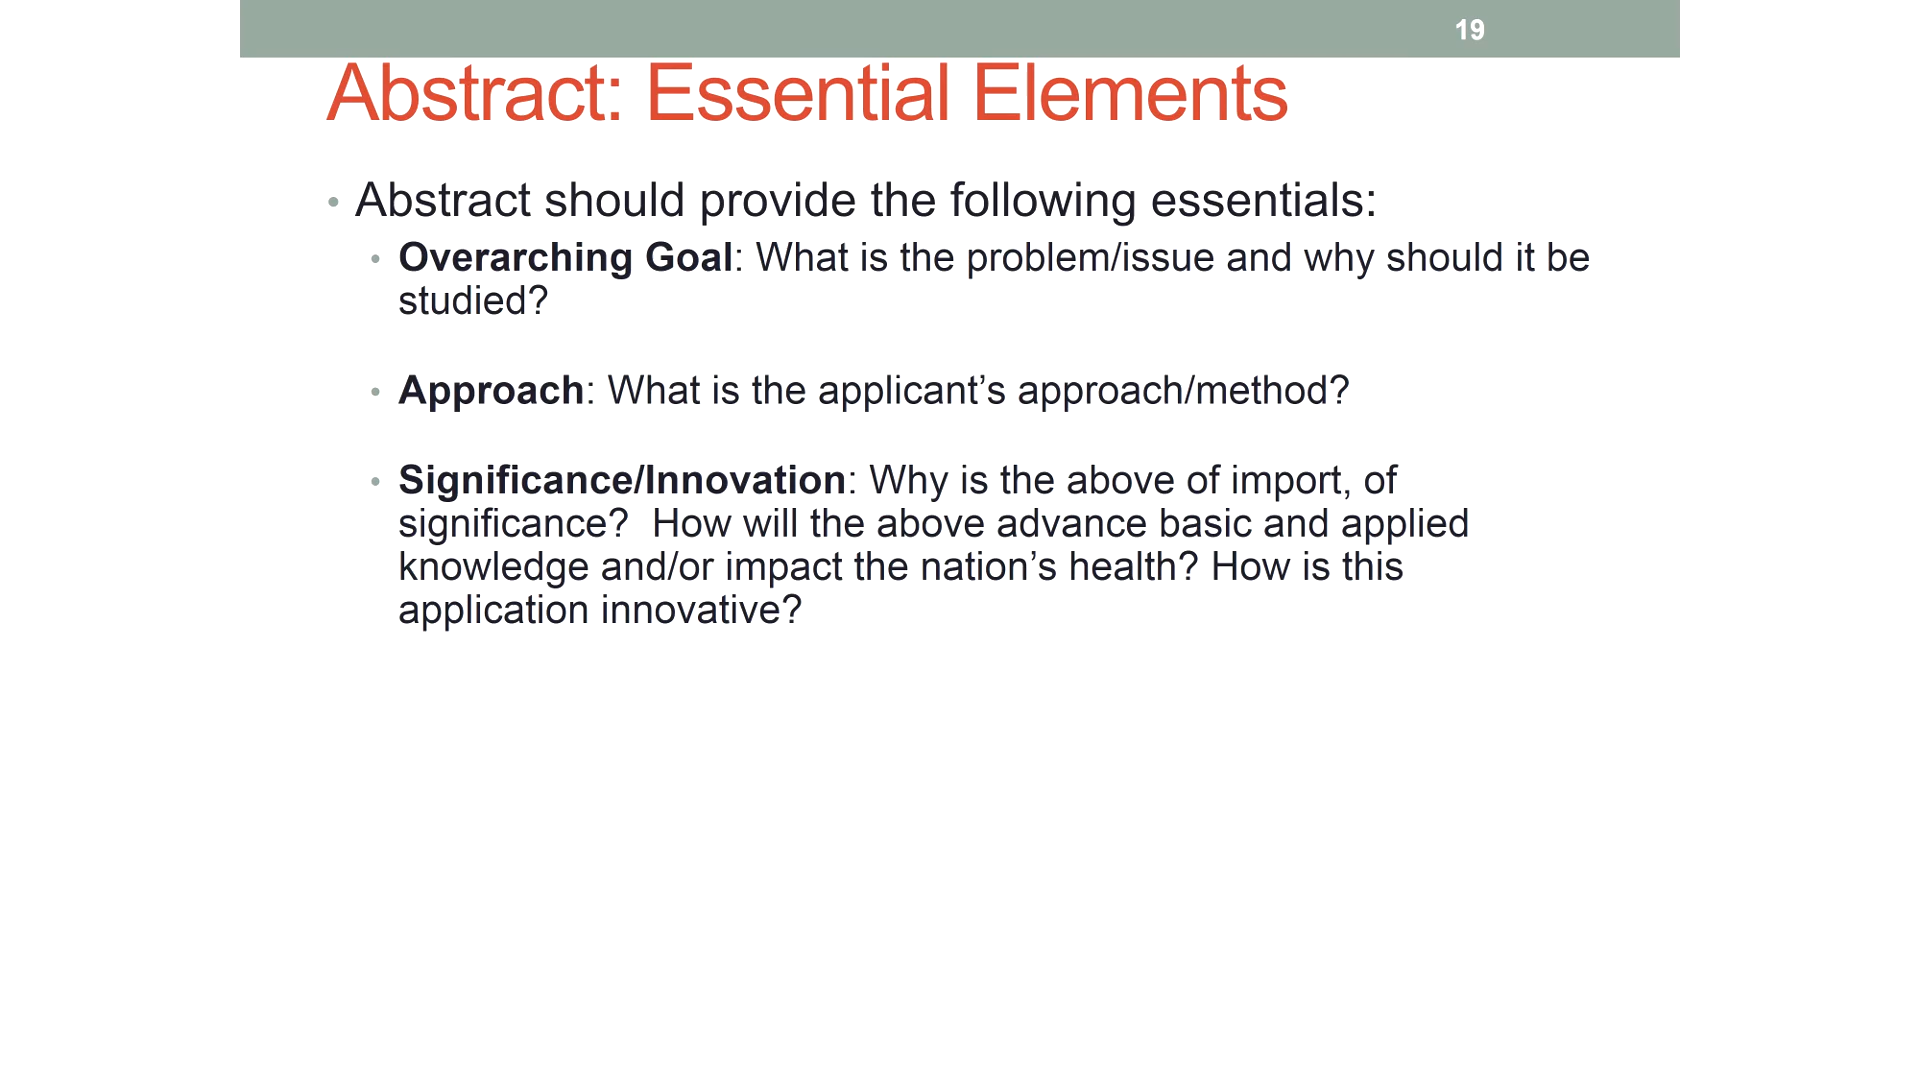 19
Abstract: Essential Elements
• Abstract should provide the following essentials:
• Overarching Goal: What is the problem/issue and why should it be
studied?
• Approach: What is the applicant’s approach/method?
• Significance/Innovation: Why is the above of import, of
significance?  How will the above advance basic and applied
knowledge and/or impact the nation’s health? How is this
application innovative?